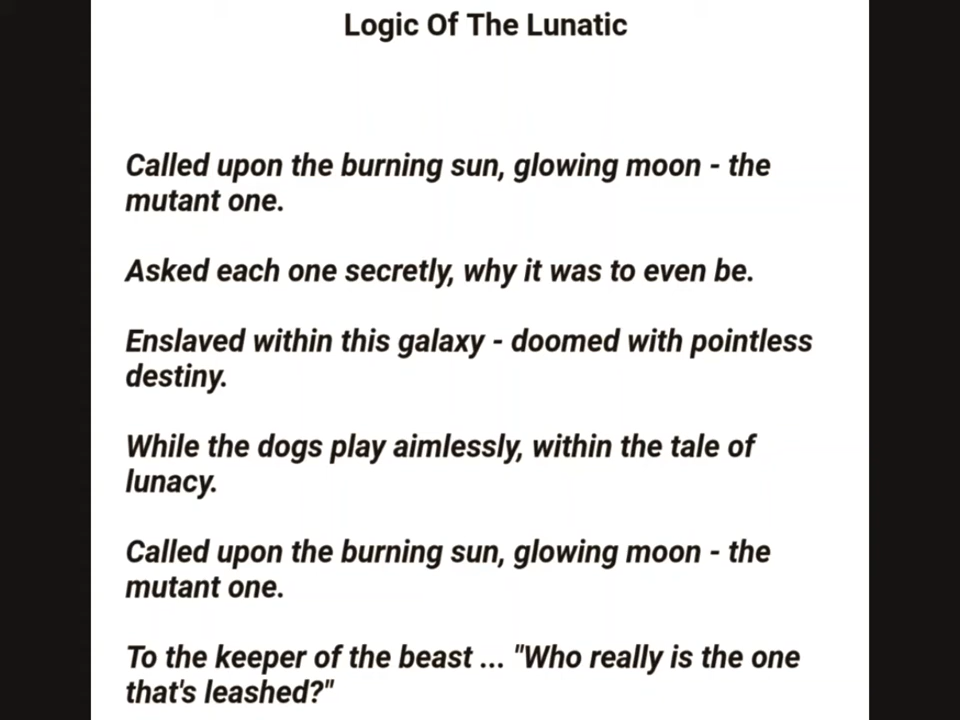 Logic Of The Lunatic
Called upon the burning sun, glowing moon - the
mutant one.
Asked each one secretly, why it was to even be.
Enslaved within this galaxy - doomed with pointless
destiny.
While the dogs play aimlessly, within the tale of
lunacy.
Called upon the burning sun, glowing moon - the
mutant one.
To the keeper of the beast ... "Who really is the one
that's leashed?"